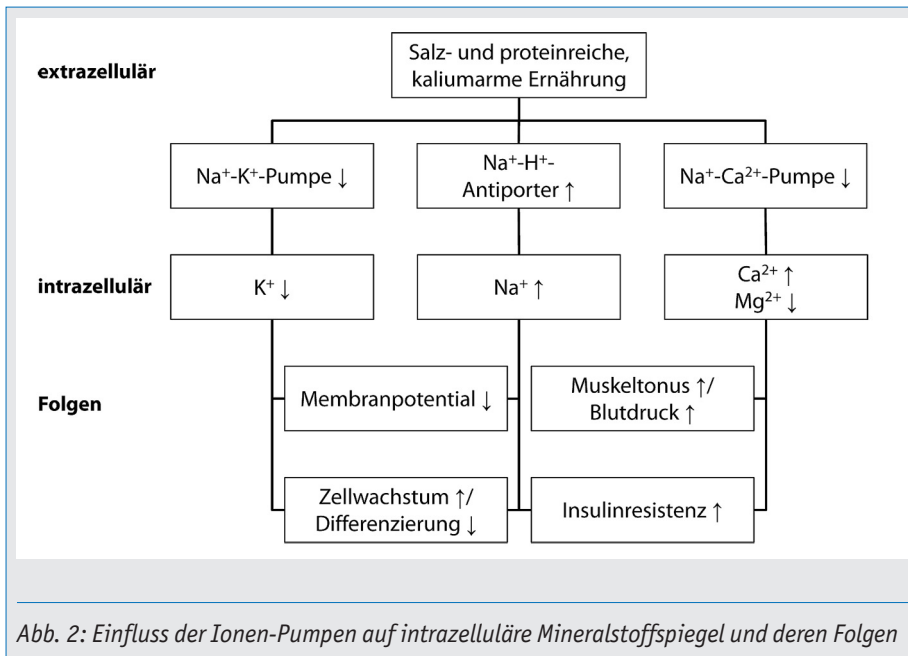 extrazellulär
Salz- und proteinreiche,
kaliumarme Ernährung
Na⁺-K⁺-Pumpe ↓
Na⁺-H⁺-
Antiporter ↑
Na⁺-Ca²⁺-Pumpe ↓
intrazellulär
K⁺ ↓
Na⁺ ↑
Ca²⁺ ↑
Mg²⁺ ↓
Folgen
Membranpotential ↓
Muskeltonus ↑/
Blutdruck ↑
Zellwachstum ↑/
Differenzierung ↓
Insulinresistenz ↑
Abb. 2: Einfluss der Ionen-Pumpen auf intrazelluläre Mineralstoffspiegel und deren Folgen